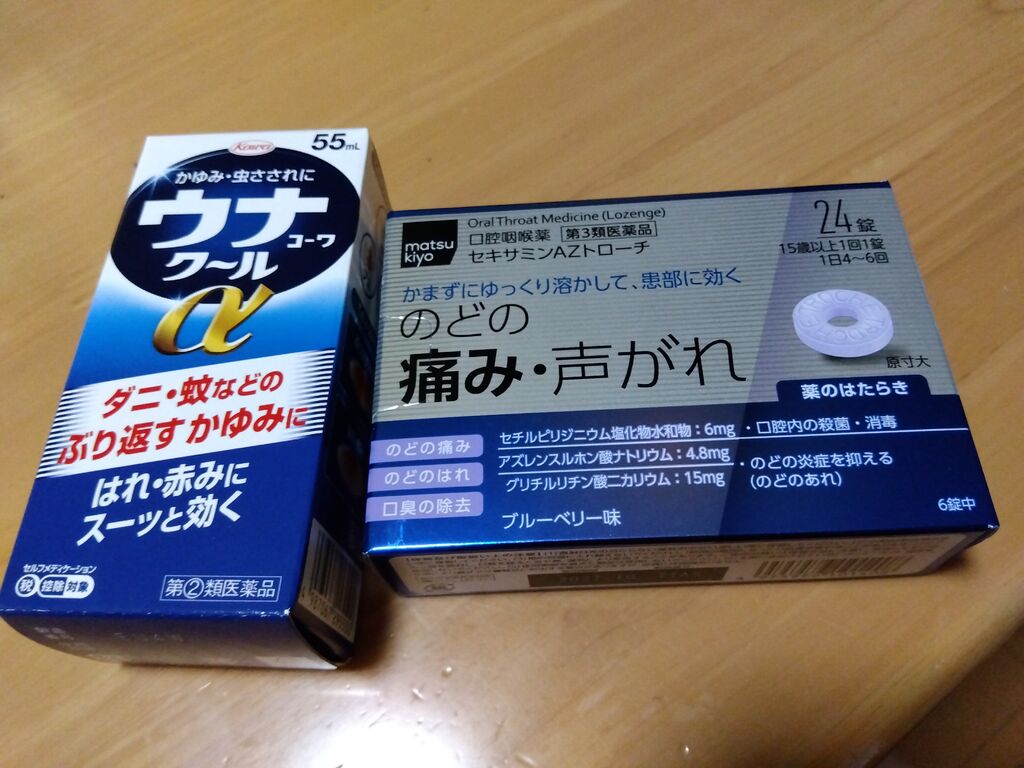 Kowa
55mL
かゆみ・虫さされに
ウナ
コーワ
クール
α
ダニ・蚊などの
ぶり返すかゆみに
はれ・赤みに
スーッと効く
セルフメディケーション
税 控除 対象
第②類医薬品
matsu
kiyo
Oral Throat Medicine (Lozenge)
口腔咽喉薬 第3類医薬品
セキサミンAZトローチ
24錠
15歳以上1回1錠
1日4~6回
かまずにゆっくり溶かして、患部に効く
のどの
痛み・声がれ
原寸大
薬のはたらき
のどの痛み
のどのはれ
口臭の除去
セチルピリジニウム塩化物水和物:6mg ・口腔内の殺菌・消毒
アズレンスルホン酸ナトリウム:4.8mg
グリチルリチン酸二カリウム:15mg
・のどの炎症を抑える
(のどのあれ)
ブルーベリー味
6錠中